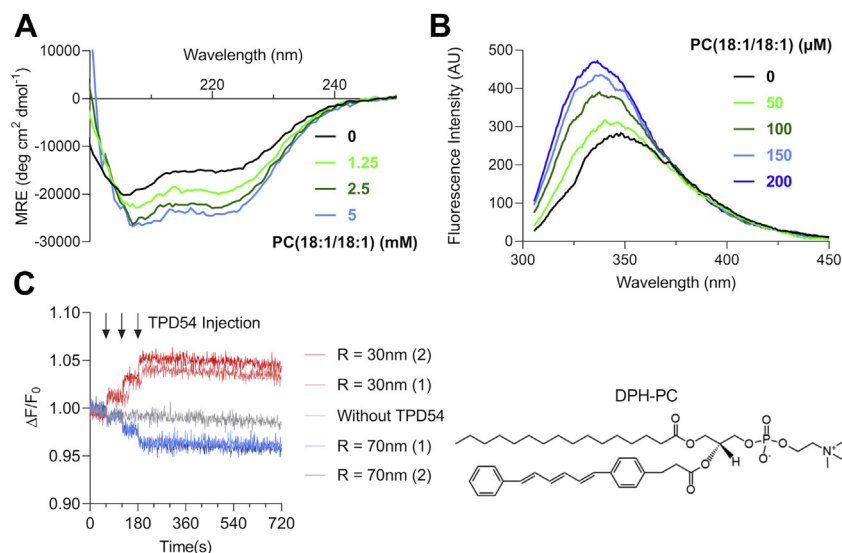 A
Wavelength (nm)
220
240
10000
0
-10000
-20000
-30000
MRE (deg cm² dmol⁻¹)
0
1.25
2.5
5
PC(18:1/18:1) (mM)
B
PC(18:1/18:1) (µM)
500
400
300
200
100
0
Fluorescence Intensity (AU)
0
50
100
150
200
300
350
400
450
Wavelength (nm)
C
1.10
1.05
1.00
0.95
0.90
ΔF/F₀
TPD54 Injection
R = 30nm (2)
R = 30nm (1)
Without TPD54
R = 70nm (1)
R = 70nm (2)
0
180
360
540
720
Time(s)
DPH-PC
O
O
O
O
P
O
O⁻
O
N⁺
H
O